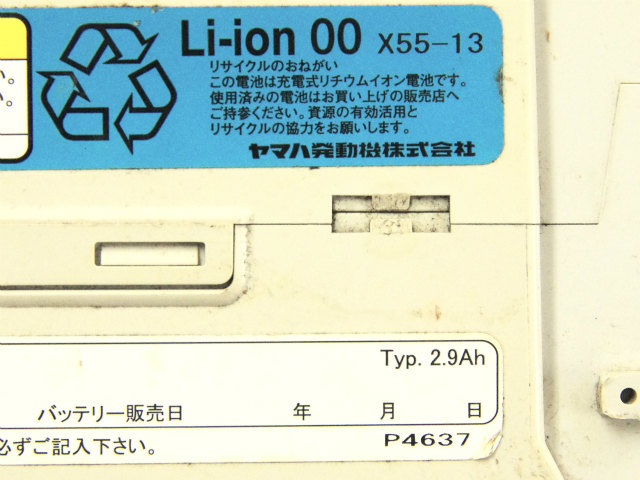 Li-ion 00 X55-13
リサイクルのおねがい
この電池は充電式リチウムイオン電池です。
使用済みの電池はお買い上げの販売店へ
ご持参ください。資源の有効活用と
リサイクルの協力をお願いします。
ヤマハ発動機株式会社
い。
い。
Typ. 2.9Ah
バッテリー販売日 年 月 日
必ずご記入下さい。 P4637